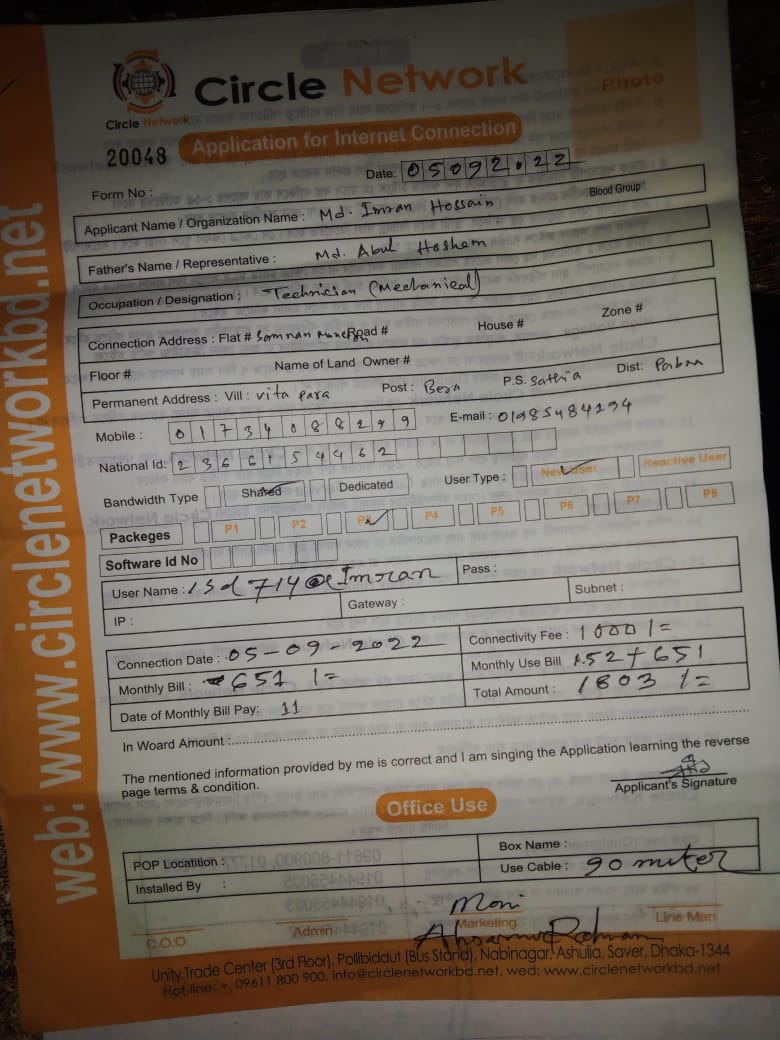 Circle Network
Photo
Circle Network
Application for Internet Connection
20048
Date: 05092022
Form No :
Blood Group :
Applicant Name / Organization Name : Md. Imran Hossain
Father's Name / Representative : Md. Abul Hoshem
Occupation / Designation : Technician (Mechanical)
Connection Address : Flat # Road # House # Zone #
Floor # Name of Land Owner #
Permanent Address : Vill : vita para Post : Bera P.S. Sathia Dist: Pabna
Mobile : 01734088299 E-mail : 01985484194
National Id: 2366154462
Bandwidth Type Shared Dedicated User Type : New User Reactive User
Packeges P1 P2 P3 P4 P5 P6 P7 P8
Software Id No
User Name : Imran Pass :
IP : Gateway : Subnet :
Connection Date : 05-09-2022 Connectivity Fee : 1000/=
Monthly Bill : 651/= Monthly Use Bill 152+651
Date of Monthly Bill Pay: 11 Total Amount : 1803/=
In Woard Amount :
The mentioned information provided by me is correct and I am singing the Application learning the reverse
page terms & condition.
Applicant's Signature
Office Use
POP Locatition : Box Name :
Installed By : Use Cable : 90 miter
Moni
C.O.O Admin Marketing Line Man
Unity Trade Center (3rd Floor), Pollibiddut (Bus Stand), Nabinagar, Ashulia, Saver, Dhaka-1344
Hot-line: +, 09611 800 900, info@circlenetworkbd.net, wed: www.circlenetworkbd.net
web: www.circlenetworkbd.net